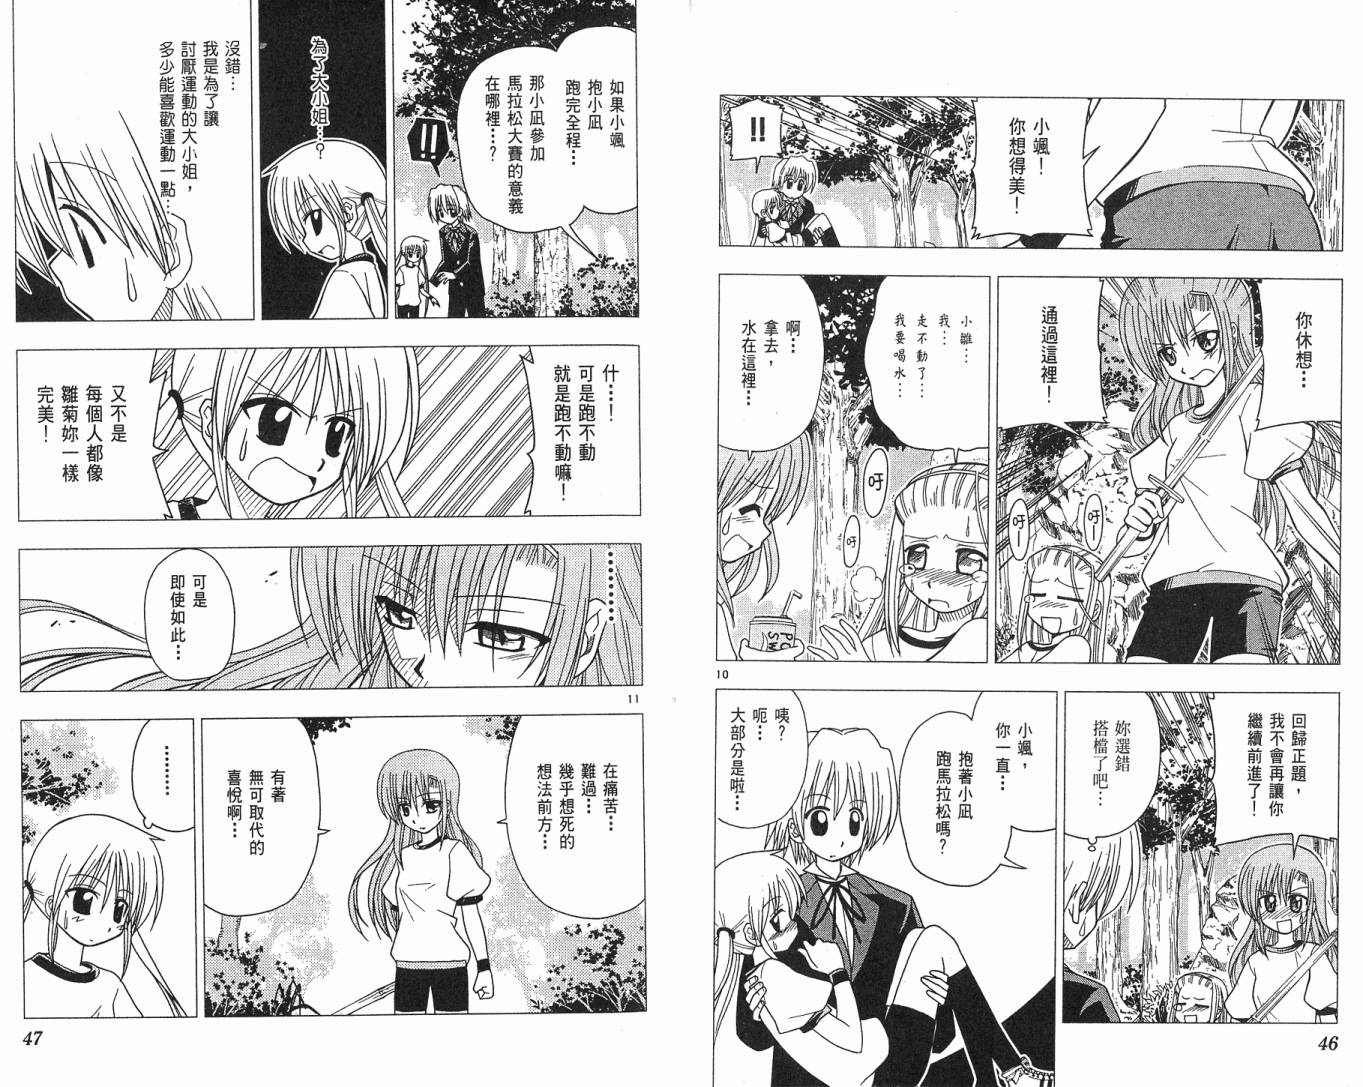 小颯！
你想得美！
!!
你休想…
通過這裡！
吁—
吁—
小雛…
我…
走不動了…
我要喝水…
啊…
拿去，
水在這裡…
吁
吁
10
回歸正題，
我不會再讓你
繼續前進了！
妳選錯
搭檔了吧…
小颯，
你一直…
抱著小凪
跑馬拉松嗎？
咦？
呃…
大部分是啦…
46
如果小颯
抱小凪
跑完全程…
那小凪參加
馬拉松大賽的意義
在哪裡…？
!!
為了大小姐…？
沒錯…
我是為了讓
討厭運動的大小姐，
多少能喜歡運動一點…
什…！
可是跑不動
就是跑不動嘛！
又不是
每個人都像
雛菊妳一樣
完美！
………
可是
即使如此…
11
在痛苦…
難過…
幾乎想死的
想法前方…
有著
無可取代的
喜悅啊…
………
47